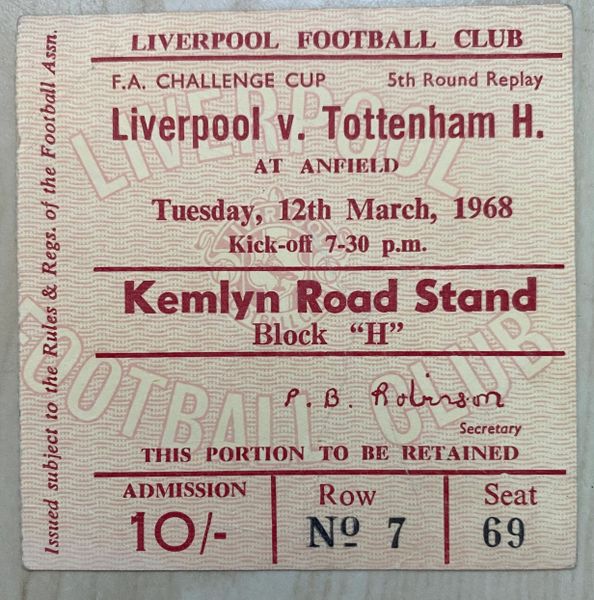 LIVERPOOL FOOTBALL CLUB
F.A. CHALLENGE CUP 5th Round Replay
Liverpool v. Tottenham H.
AT ANFIELD
Tuesday, 12th March, 1968
Kick-off 7-30 p.m.
Kemlyn Road Stand
Block "H"
P. B. Robinson
Secretary
THIS PORTION TO BE RETAINED
ADMISSION Row Seat
10/- Nº 7 69
Issued subject to the Rules & Regs. of the Football Assn.
LIVERPOOL
FOOTBALL CLUB